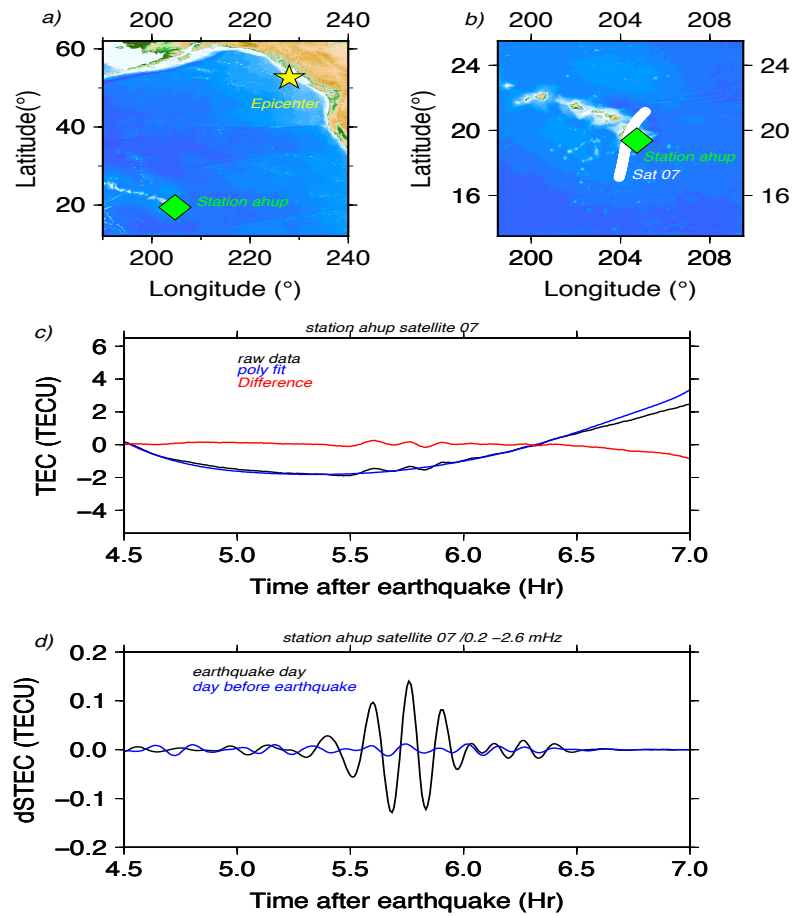 a)
200 220 240
60
40
20
Latitude(°)
Epicenter
Station ahup
200 220 240
Longitude (°)
b)
200 204 208
24 24
20 20
16 16
Latitude(°)
Station ahup
Sat 07
200 204 208
Longitude (°)
c)
station ahup satellite 07
raw data
poly fit
Difference
6
4
2
0
−2
−4
TEC (TECU)
4.5 5.0 5.5 6.0 6.5 7.0
Time after earthquake (Hr)
d)
station ahup satellite 07 /0.2 −2.6 mHz
earthquake day
day before earthquake
0.2
0.1
0.0
−0.1
−0.2
dSTEC (TECU)
4.5 5.0 5.5 6.0 6.5 7.0
Time after earthquake (Hr)